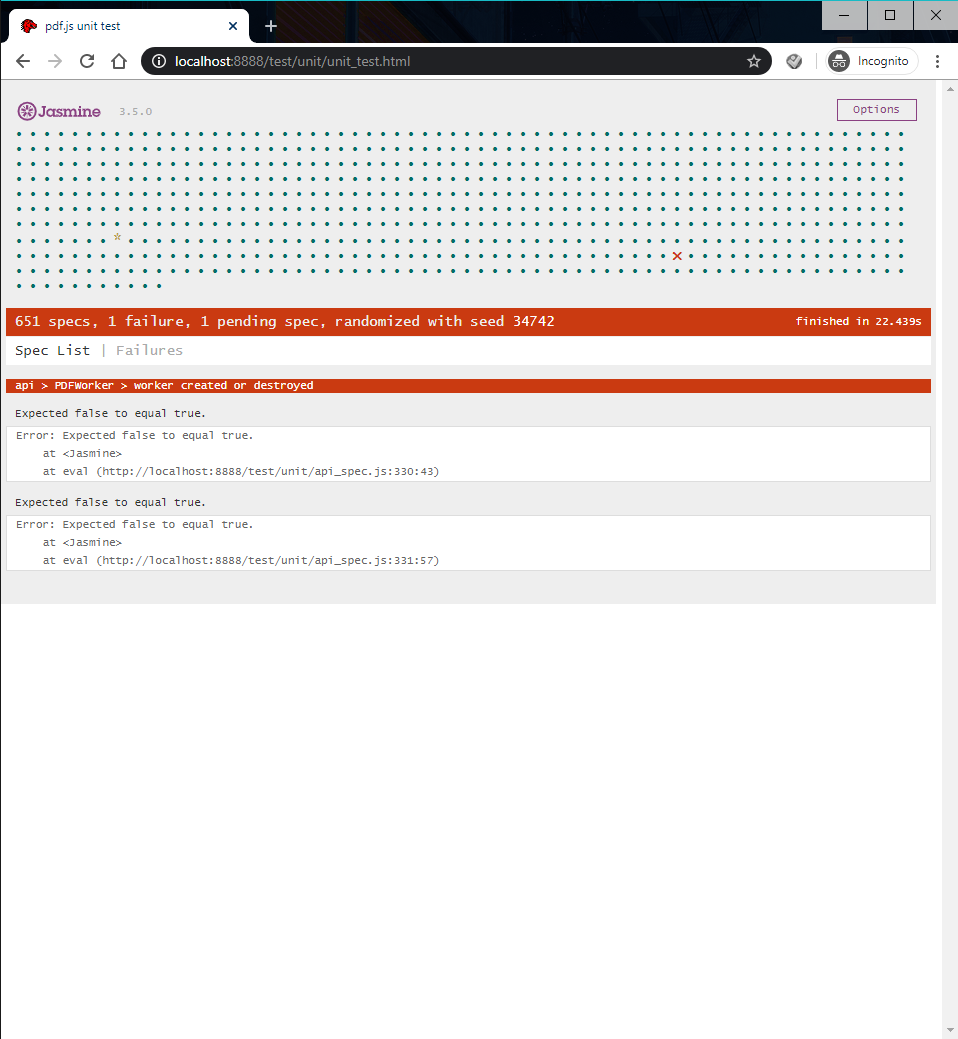 pdf.js unit test
localhost:8888/test/unit/unit_test.html
Incognito
Jasmine 3.5.0
Options
651 specs, 1 failure, 1 pending spec, randomized with seed 34742
finished in 22.439s
Spec List | Failures
api > PDFWorker > worker created or destroyed
Expected false to equal true.
Error: Expected false to equal true.
at <Jasmine>
at eval (http://localhost:8888/test/unit/api_spec.js:330:43)
Expected false to equal true.
Error: Expected false to equal true.
at <Jasmine>
at eval (http://localhost:8888/test/unit/api_spec.js:331:57)